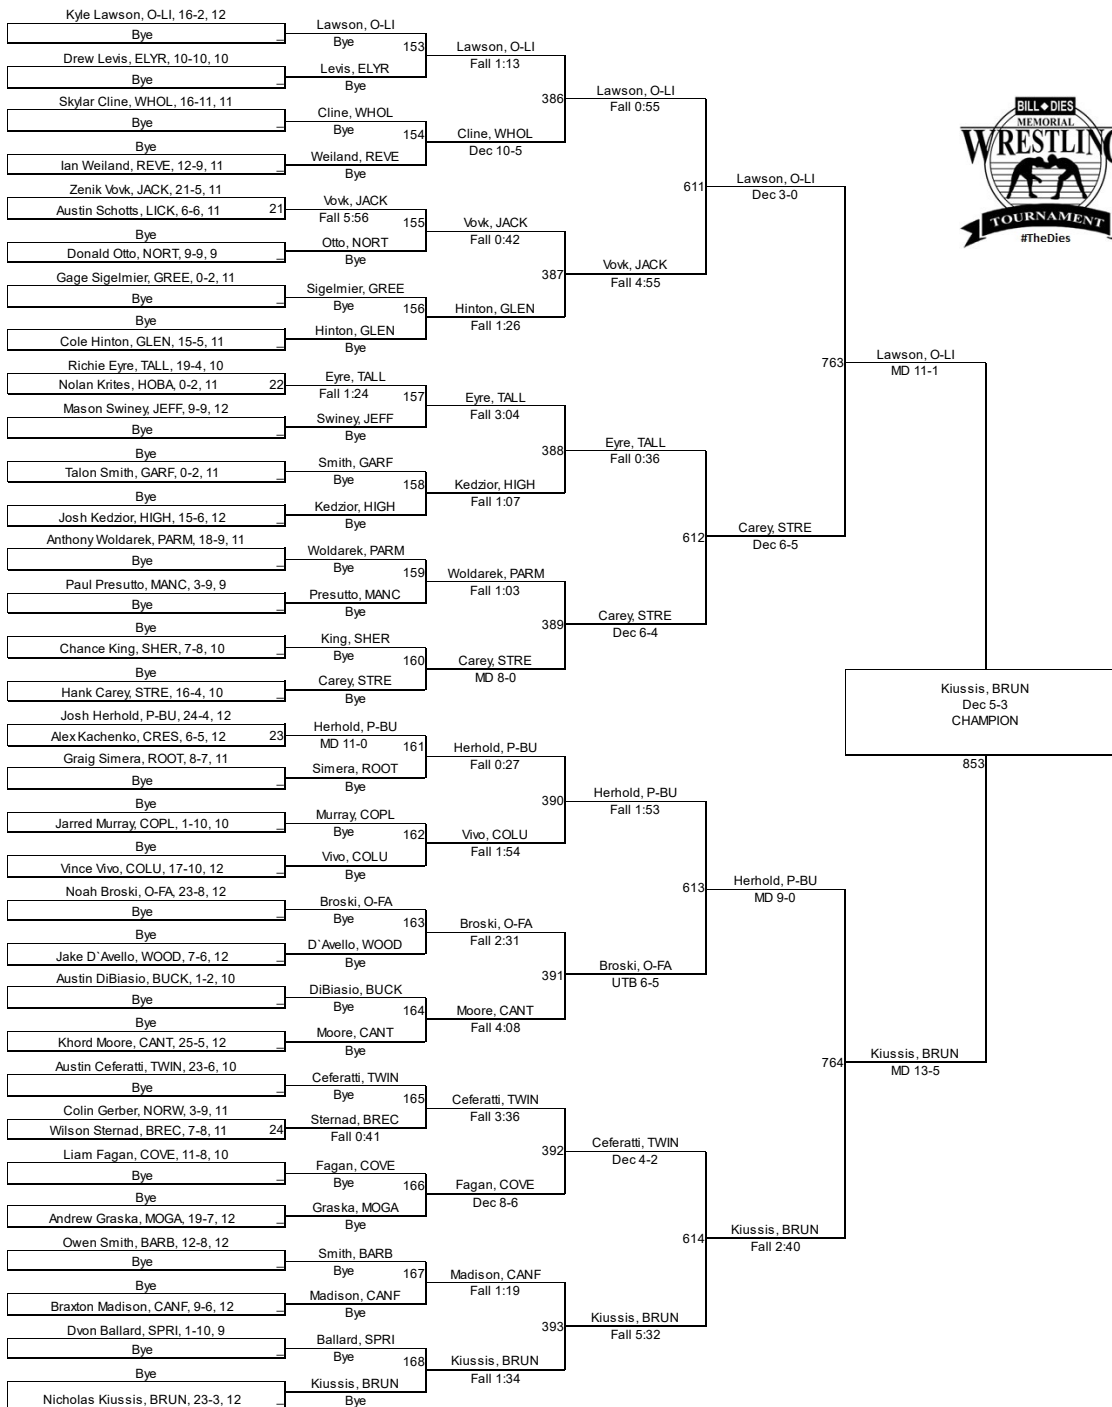 Kyle Lawson, O-LI, 16-2, 12
Bye
Drew Levis, ELYR, 10-10, 10
Bye
Skylar Cline, WHOL, 16-11, 11
Bye
Bye
Ian Weiland, REVE, 12-9, 11
Zenik Vovk, JACK, 21-5, 11
Austin Schotts, LICK, 6-6, 11
21
Bye
Donald Otto, NORT, 9-9, 9
Gage Sigelmier, GREE, 0-2, 11
Bye
Bye
Cole Hinton, GLEN, 15-5, 11
Richie Eyre, TALL, 19-4, 10
Nolan Krites, HOBA, 0-2, 11
22
Mason Swiney, JEFF, 9-9, 12
Bye
Bye
Talon Smith, GARF, 0-2, 11
Bye
Josh Kedzior, HIGH, 15-6, 12
Anthony Woldarek, PARM, 18-9, 11
Bye
Paul Presutto, MANC, 3-9, 9
Bye
Bye
Chance King, SHER, 7-8, 10
Bye
Hank Carey, STRE, 16-4, 10
Josh Herhold, P-BU, 24-4, 12
Alex Kachenko, CRES, 6-5, 12
23
Graig Simera, ROOT, 8-7, 11
Bye
Bye
Jarred Murray, COPL, 1-10, 10
Bye
Vince Vivo, COLU, 17-10, 12
Noah Broski, O-FA, 23-8, 12
Bye
Bye
Jake D`Avello, WOOD, 7-6, 12
Austin DiBiasio, BUCK, 1-2, 10
Bye
Bye
Khord Moore, CANT, 25-5, 12
Austin Ceferatti, TWIN, 23-6, 10
Bye
Colin Gerber, NORW, 3-9, 11
Wilson Sternad, BREC, 7-8, 11
24
Liam Fagan, COVE, 11-8, 10
Bye
Bye
Andrew Graska, MOGA, 19-7, 12
Owen Smith, BARB, 12-8, 12
Bye
Bye
Braxton Madison, CANF, 9-6, 12
Dvon Ballard, SPRI, 1-10, 9
Bye
Bye
Nicholas Kiussis, BRUN, 23-3, 12
Lawson, O-LI
Bye
153
Levis, ELYR
Bye
Cline, WHOL
Bye
154
Weiland, REVE
Bye
Vovk, JACK
Fall 5:56
155
Otto, NORT
Bye
Sigelmier, GREE
Bye
156
Hinton, GLEN
Bye
Eyre, TALL
Fall 1:24
157
Swiney, JEFF
Bye
Smith, GARF
Bye
158
Kedzior, HIGH
Bye
Woldarek, PARM
Bye
159
Presutto, MANC
Bye
King, SHER
Bye
160
Carey, STRE
Bye
Herhold, P-BU
MD 11-0
161
Simera, ROOT
Bye
Murray, COPL
Bye
162
Vivo, COLU
Bye
Broski, O-FA
Bye
163
D`Avello, WOOD
Bye
DiBiasio, BUCK
Bye
164
Moore, CANT
Bye
Ceferatti, TWIN
Bye
165
Sternad, BREC
Fall 0:41
Fagan, COVE
Bye
166
Graska, MOGA
Bye
Smith, BARB
Bye
167
Madison, CANF
Bye
Ballard, SPRI
Bye
168
Kiussis, BRUN
Bye
Lawson, O-LI
Fall 1:13
386
Cline, WHOL
Dec 10-5
Vovk, JACK
Fall 0:42
387
Hinton, GLEN
Fall 1:26
Eyre, TALL
Fall 3:04
388
Kedzior, HIGH
Fall 1:07
Woldarek, PARM
Fall 1:03
389
Carey, STRE
MD 8-0
Herhold, P-BU
Fall 0:27
390
Vivo, COLU
Fall 1:54
Broski, O-FA
Fall 2:31
391
Moore, CANT
Fall 4:08
Ceferatti, TWIN
Fall 3:36
392
Fagan, COVE
Dec 8-6
Madison, CANF
Fall 1:19
393
Kiussis, BRUN
Fall 1:34
Lawson, O-LI
Fall 0:55
611
Vovk, JACK
Fall 4:55
Eyre, TALL
Fall 0:36
612
Carey, STRE
Dec 6-4
Herhold, P-BU
Fall 1:53
613
Broski, O-FA
UTB 6-5
Ceferatti, TWIN
Dec 4-2
614
Kiussis, BRUN
Fall 5:32
Lawson, O-LI
Dec 3-0
763
Carey, STRE
Dec 6-5
Herhold, P-BU
MD 9-0
764
Kiussis, BRUN
Fall 2:40
Lawson, O-LI
MD 11-1
Kiussis, BRUN
MD 13-5
Kiussis, BRUN
Dec 5-3
CHAMPION
853
BILL DIES
MEMORIAL
WRESTLING
TOURNAMENT
#TheDies